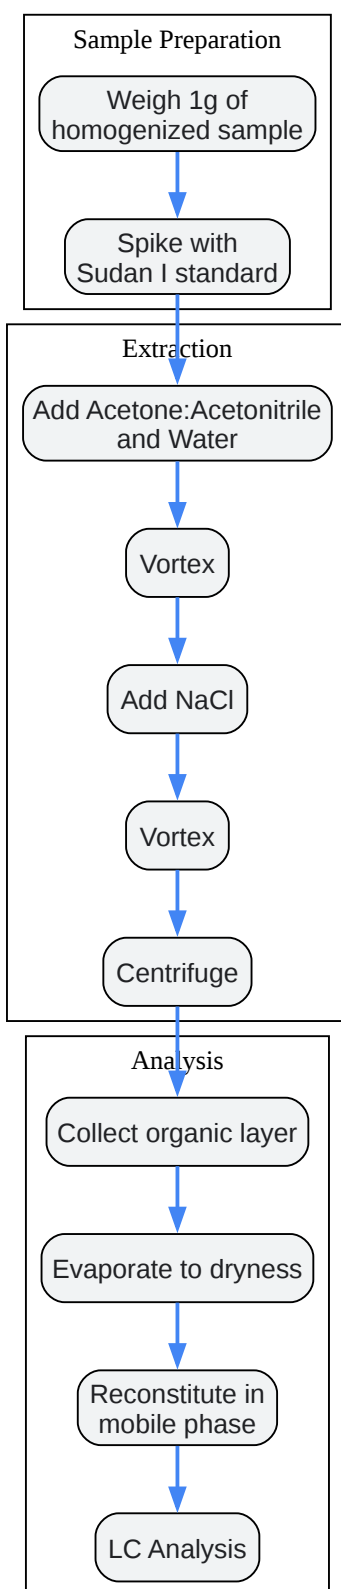 Sample Preparation
Weigh 1g of
homogenized sample
Spike with
Sudan I standard
Extraction
Add Acetone:Acetonitrile
and Water
Vortex
Add NaCl
Vortex
Centrifuge
Analysis
Collect organic layer
Evaporate to dryness
Reconstitute in
mobile phase
LC Analysis